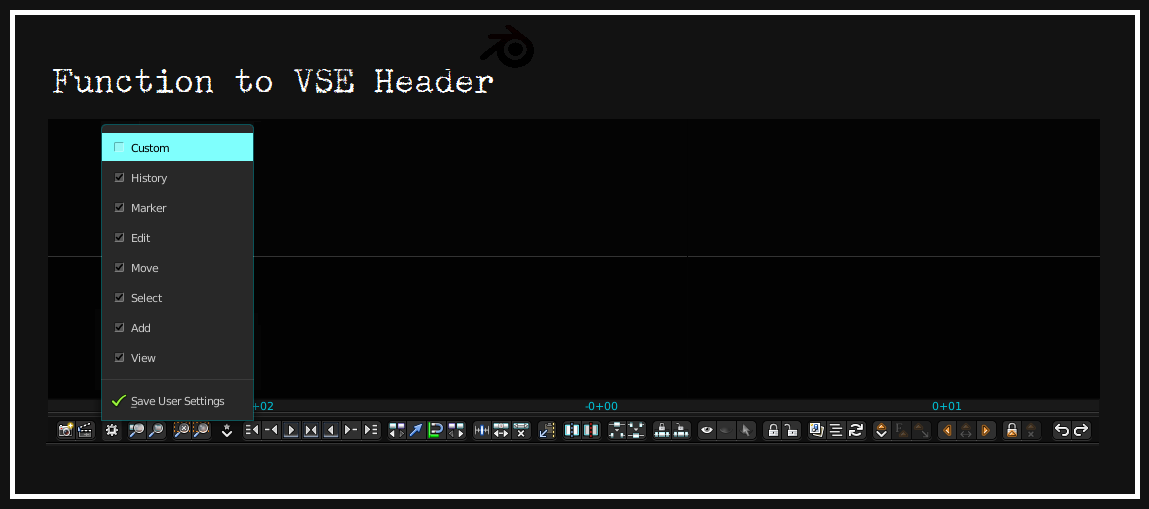 Function to VSE Header
Custom
History
Marker
Edit
Move
Select
Add
View
Save User Settings
+02 -0+00 0+01